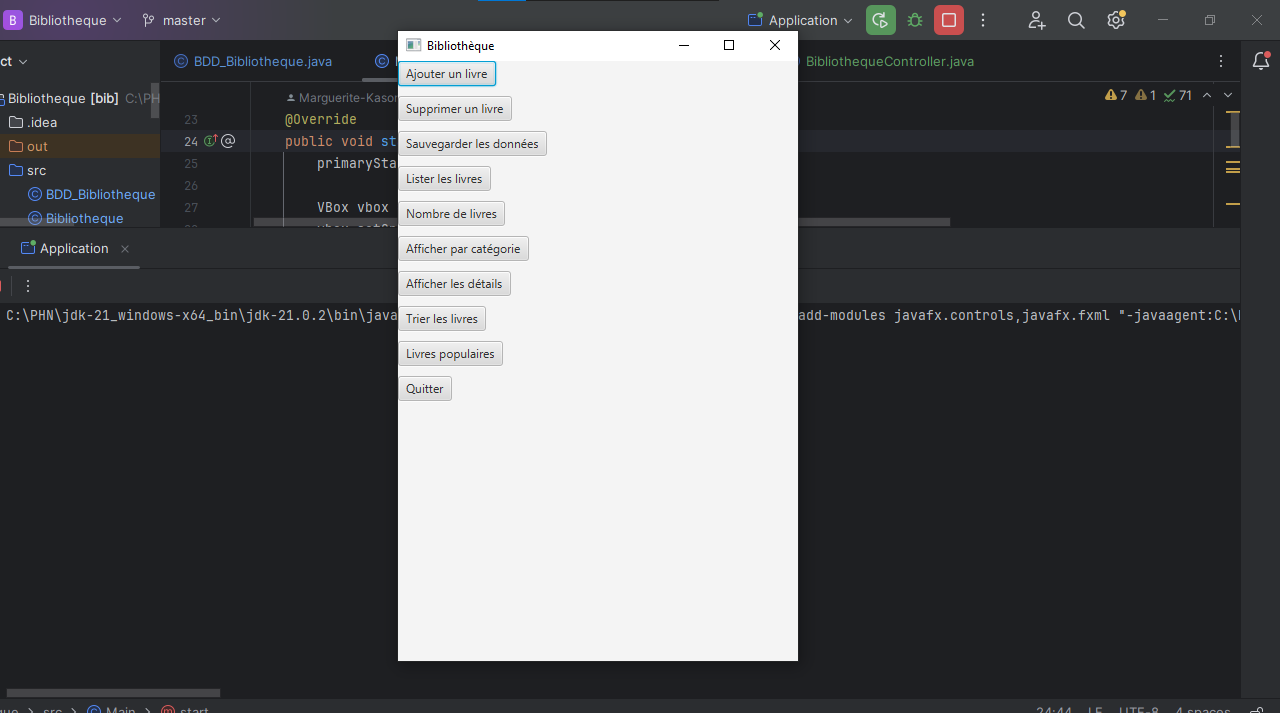 B Bibliotheque master Application
Bibliothèque
ct
BDD_Bibliotheque.java
BibliothequeController.java
Bibliotheque [bib] C:\PH
.idea
out
src
BDD_Bibliotheque
Bibliotheque
Marguerite-Kason
7 1 71
23 @Override
24 public void st
25 primarySta
26
27 VBox vbox
Ajouter un livre
Supprimer un livre
Sauvegarder les données
Lister les livres
Nombre de livres
Afficher par catégorie
Afficher les détails
Trier les livres
Livres populaires
Quitter
Application
C:\PHN\jdk-21_windows-x64_bin\jdk-21.0.2\bin\java
add-modules javafx.controls,javafx.fxml "-javaagent:C:\
que > src > Main > start
24:44 LF UTF-8 4 spaces